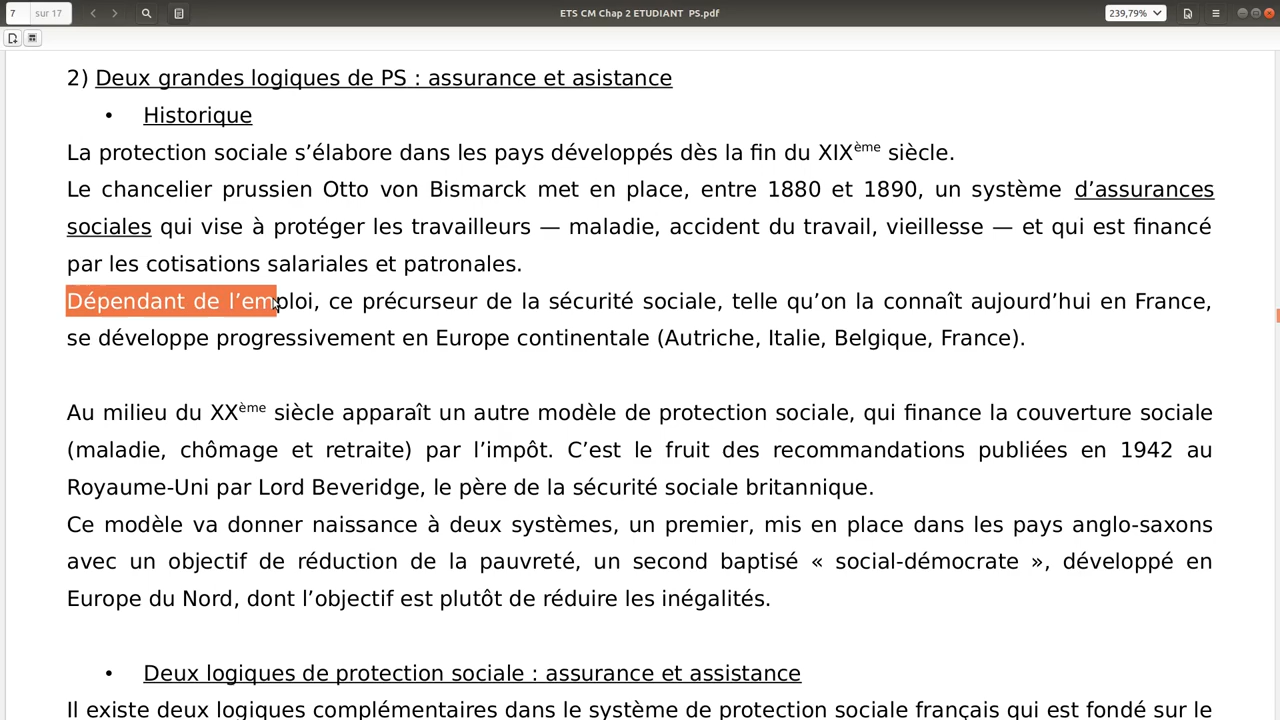 7 sur 17
ETS CM Chap 2 ETUDIANT PS.pdf
239,79%
2) Deux grandes logiques de PS : assurance et asistance
• Historique
La protection sociale s’élabore dans les pays développés dès la fin du XIXème siècle.
Le chancelier prussien Otto von Bismarck met en place, entre 1880 et 1890, un système d’assurances
sociales qui vise à protéger les travailleurs — maladie, accident du travail, vieillesse — et qui est financé
par les cotisations salariales et patronales.
Dépendant de l’emploi, ce précurseur de la sécurité sociale, telle qu’on la connaît aujourd’hui en France,
se développe progressivement en Europe continentale (Autriche, Italie, Belgique, France).
Au milieu du XXème siècle apparaît un autre modèle de protection sociale, qui finance la couverture sociale
(maladie, chômage et retraite) par l’impôt. C’est le fruit des recommandations publiées en 1942 au
Royaume-Uni par Lord Beveridge, le père de la sécurité sociale britannique.
Ce modèle va donner naissance à deux systèmes, un premier, mis en place dans les pays anglo-saxons
avec un objectif de réduction de la pauvreté, un second baptisé « social-démocrate », développé en
Europe du Nord, dont l’objectif est plutôt de réduire les inégalités.
• Deux logiques de protection sociale : assurance et assistance
Il existe deux logiques complémentaires dans le système de protection sociale français qui est fondé sur le